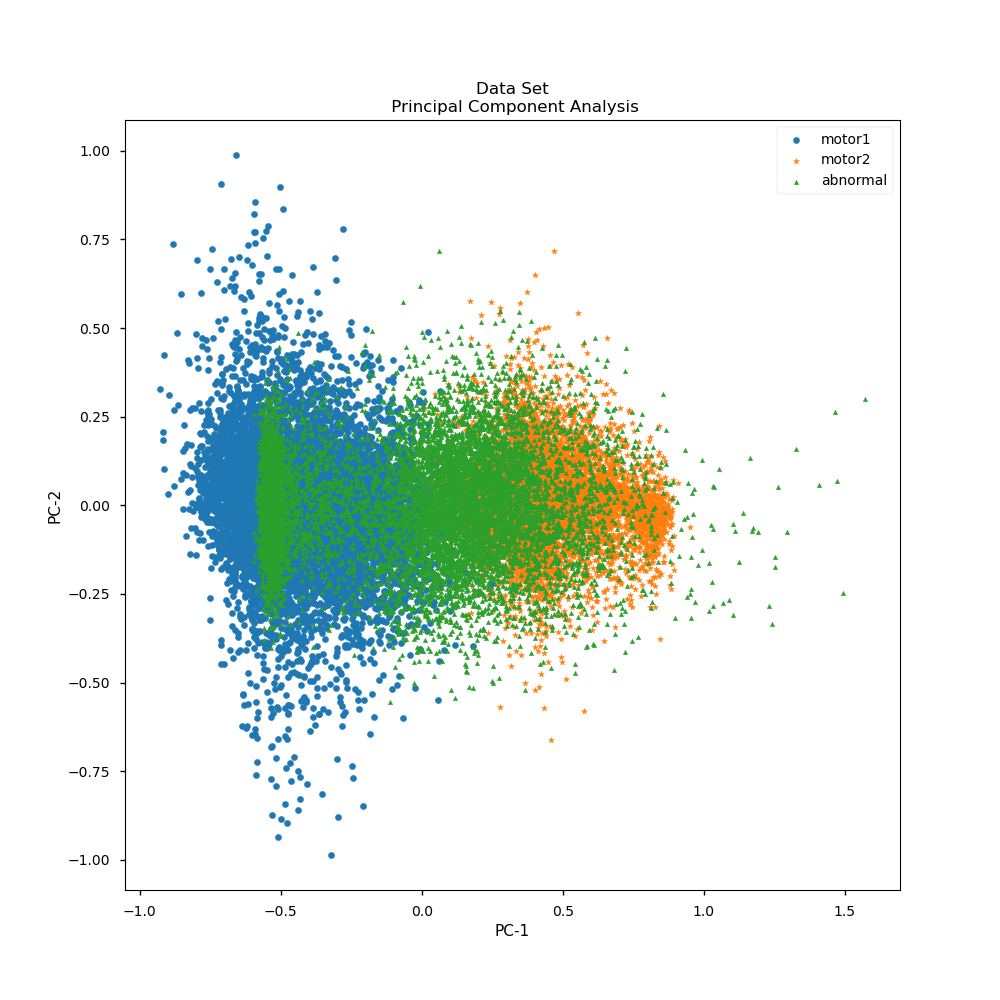 Data Set
Principal Component Analysis
motor1
motor2
abnormal
1.00
0.75
0.50
0.25
0.00
−0.25
−0.50
−0.75
−1.00
PC-2
−1.0
−0.5
0.0
0.5
1.0
1.5
PC-1